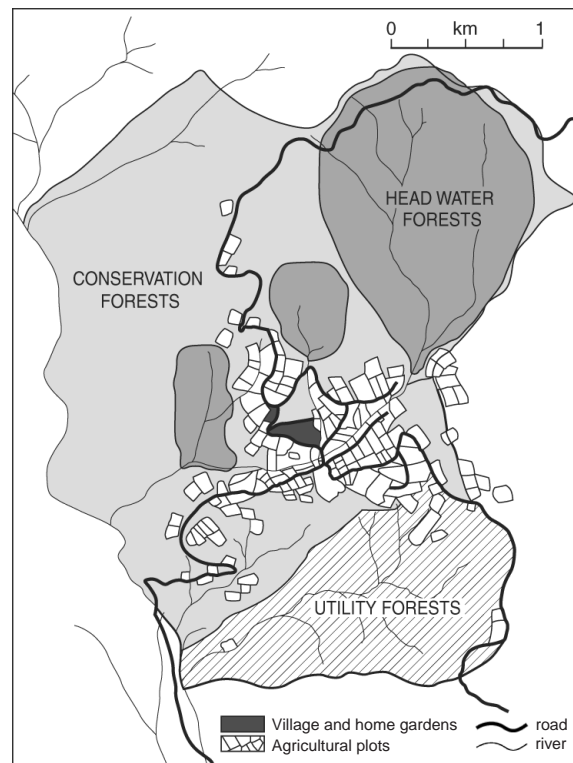 0 km 1
HEAD WATER
FORESTS
CONSERVATION
FORESTS
UTILITY FORESTS
Village and home gardens
road
Agricultural plots
river